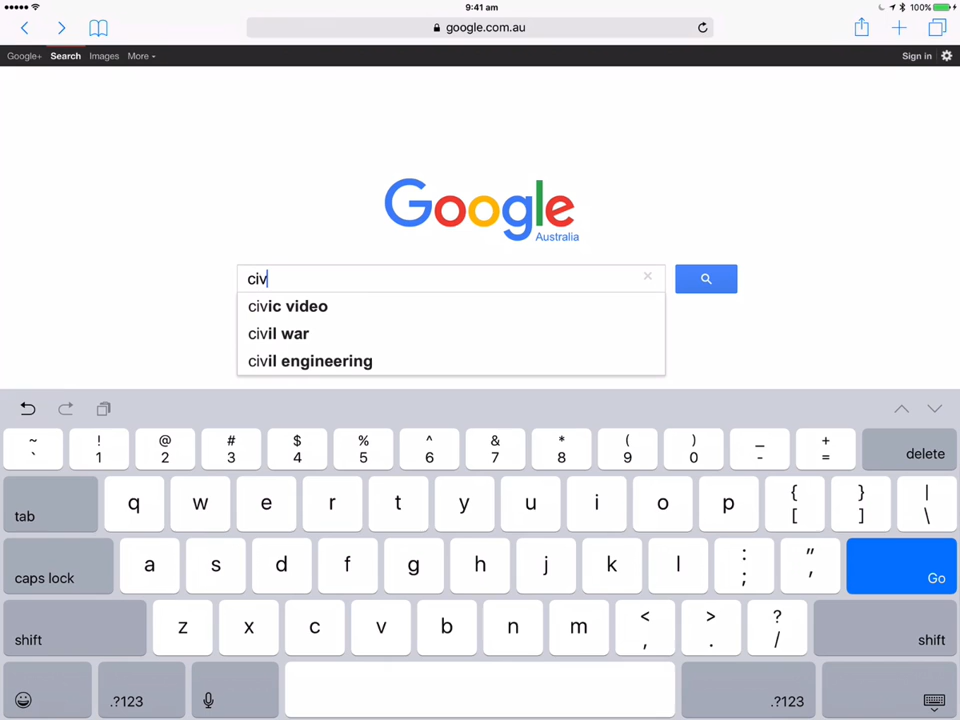 9:41 am
100%
google.com.au
Google+ Search Images More
Sign in
Google
Australia
civ
civic video
civil war
civil engineering
~ ! @ # $ % ^ & * ( ) _ +
` 1 2 3 4 5 6 7 8 9 0 - = delete
tab q w e r t y u i o p { [ } ] | \
caps lock a s d f g h j k l : ; " ' Go
shift z x c v b n m < , > . ? / shift
.?123 .?123